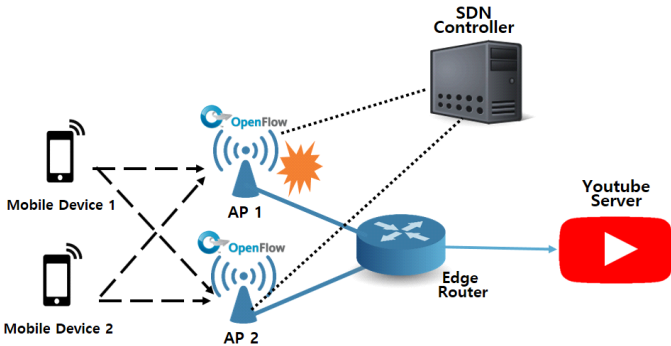 SDN
Controller
OpenFlow
Mobile Device 1
AP 1
Youtube
Server
OpenFlow
Edge
Router
Mobile Device 2
AP 2